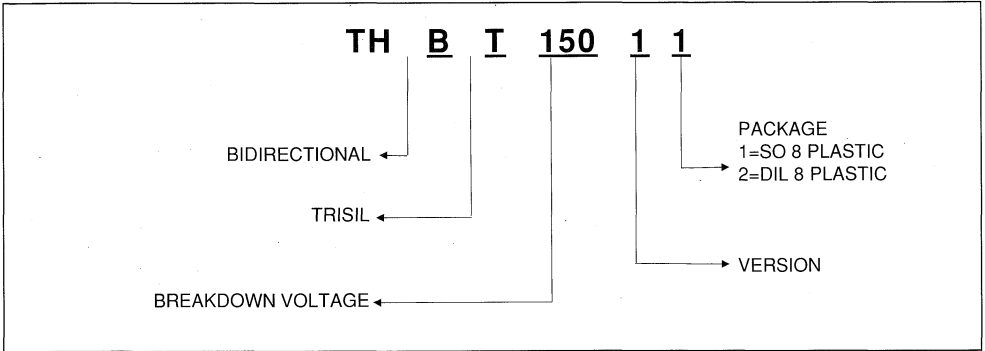 TH B T 150 1 1
PACKAGE
1=SO 8 PLASTIC
2=DIL 8 PLASTIC
BIDIRECTIONAL
TRISIL
VERSION
BREAKDOWN VOLTAGE